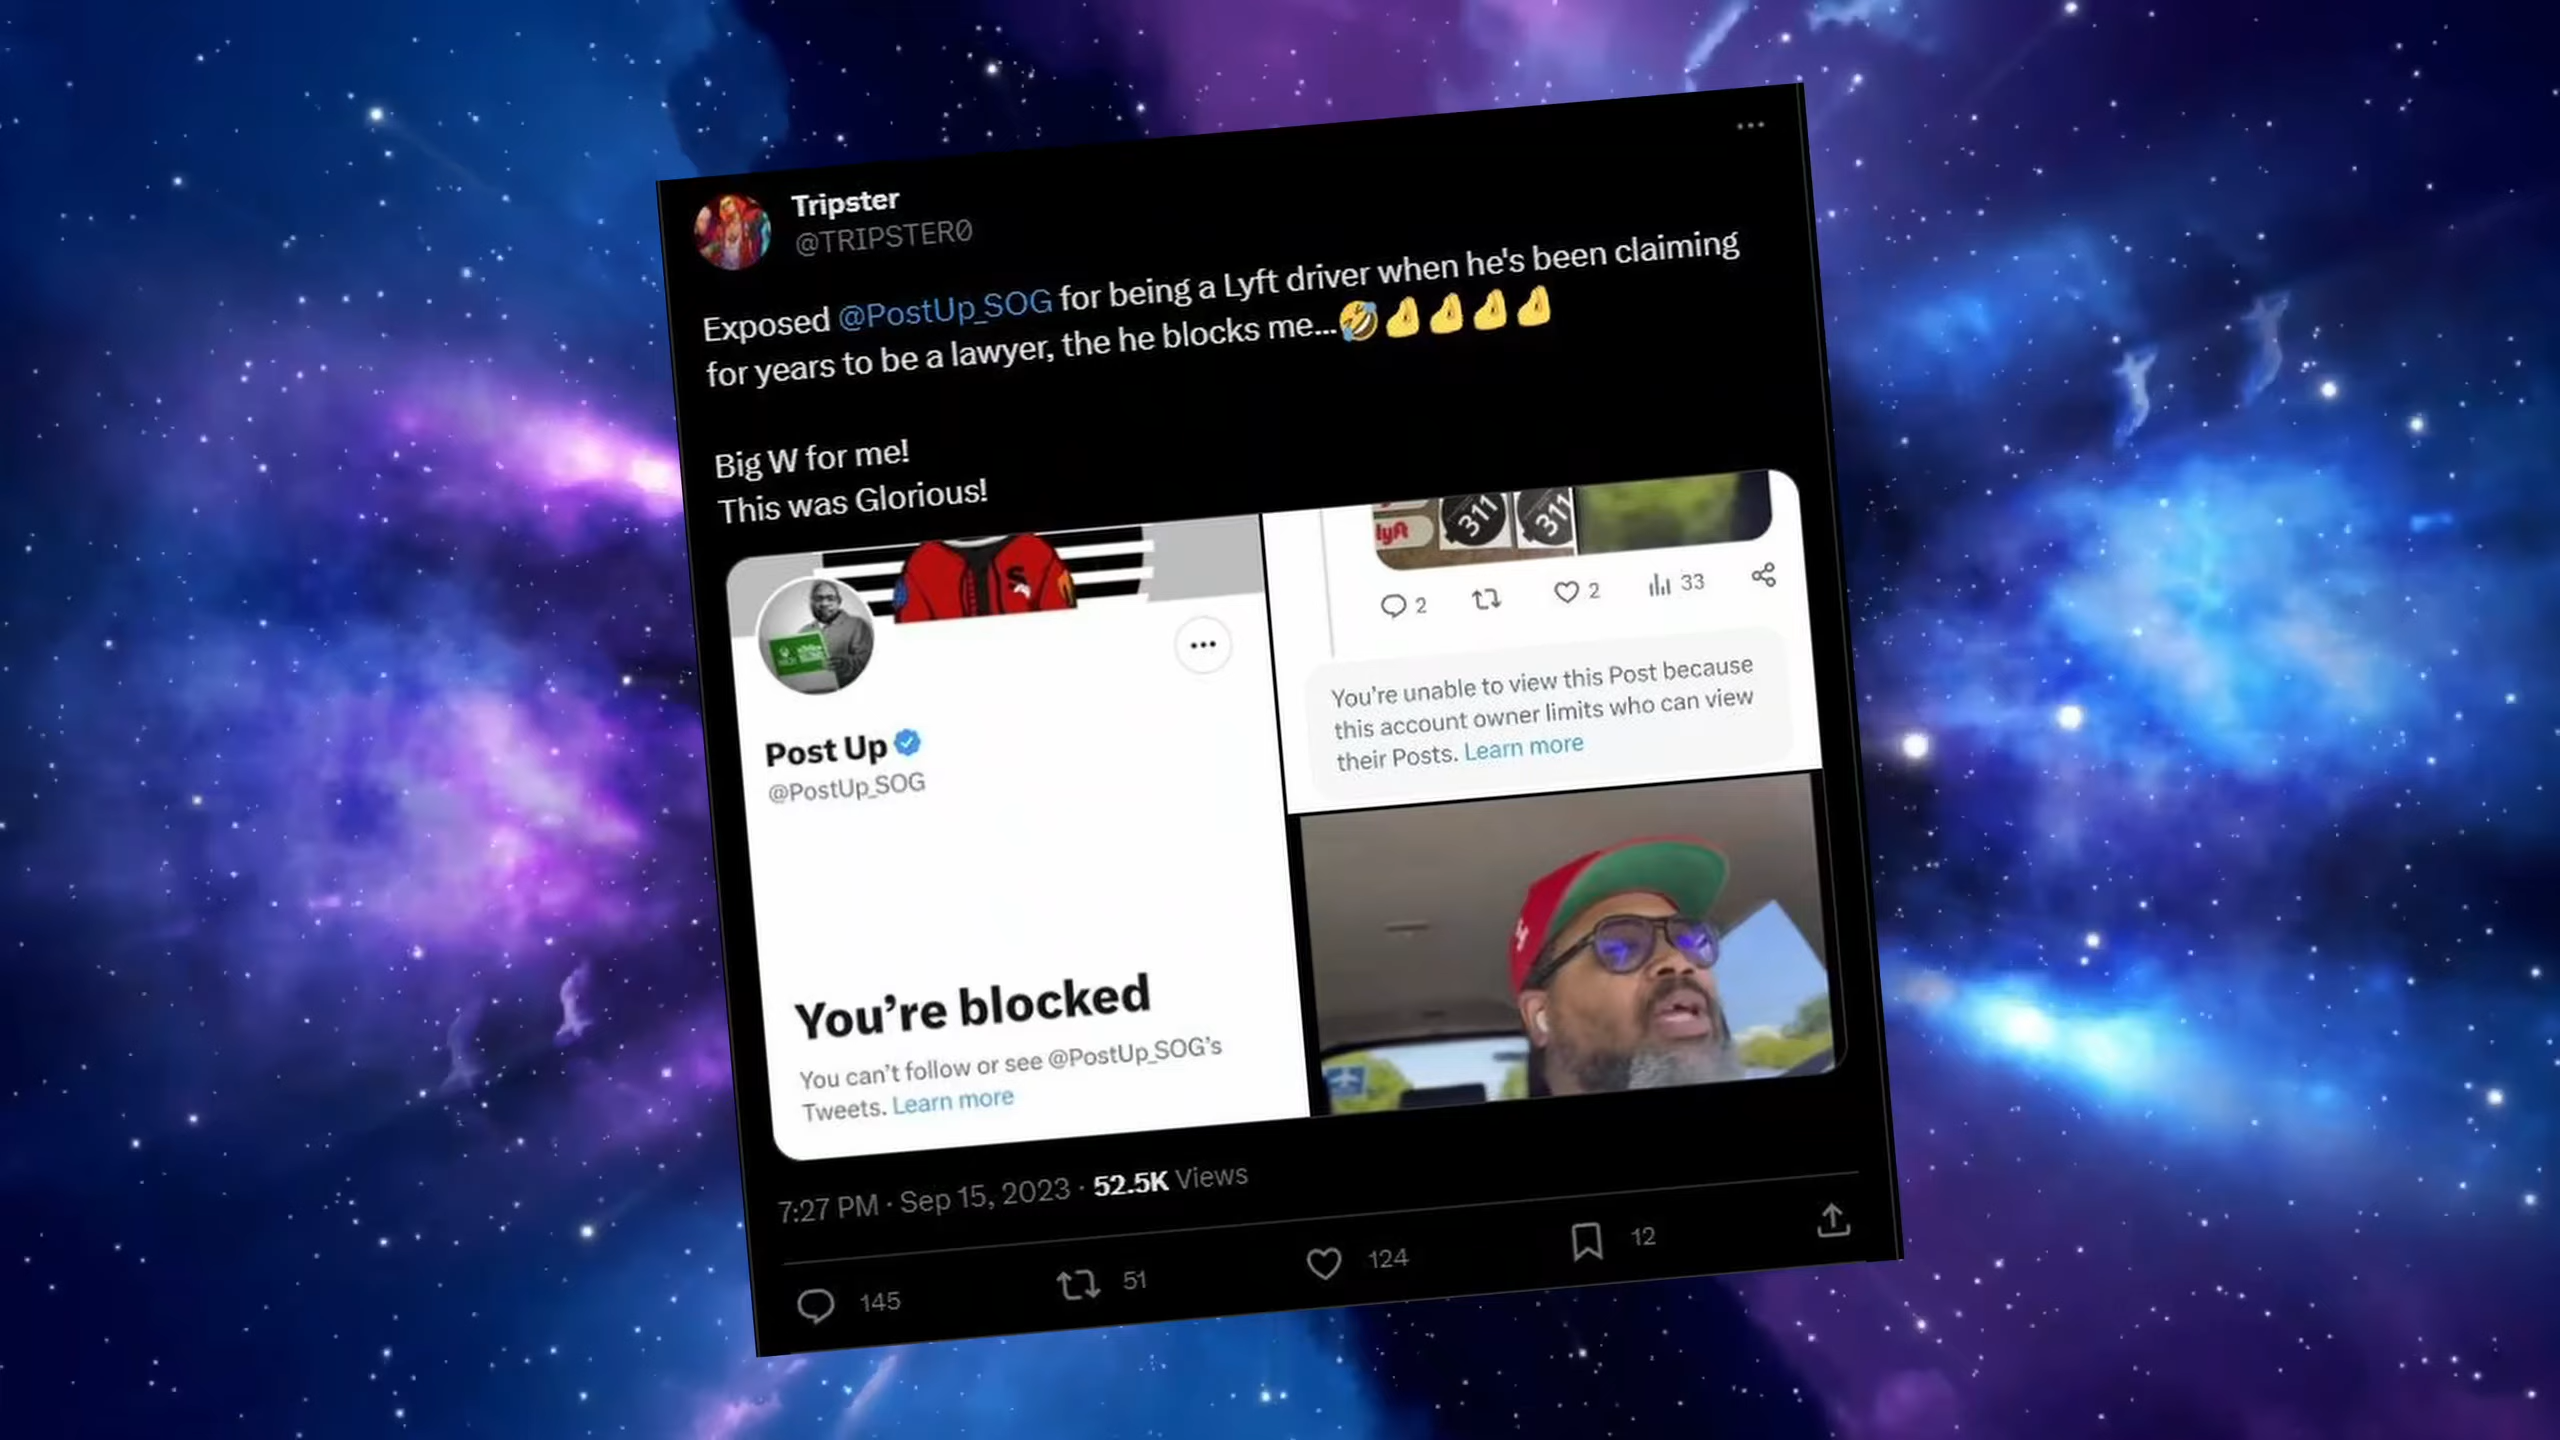 Tripster
@TRIPSTER0
Exposed @PostUp_SOG for being a Lyft driver when he's been claiming
for years to be a lawyer, the he blocks me...🤣🤌🤌🤌🤌
Big W for me!
This was Glorious!
Post Up
@PostUp_SOG
You're blocked
You can't follow or see @PostUp_SOG's
Tweets. Learn more
lyft
311
311
2
2
33
You're unable to view this Post because
this account owner limits who can view
their Posts. Learn more
7:27 PM · Sep 15, 2023 · 52.5K Views
145
51
124
12